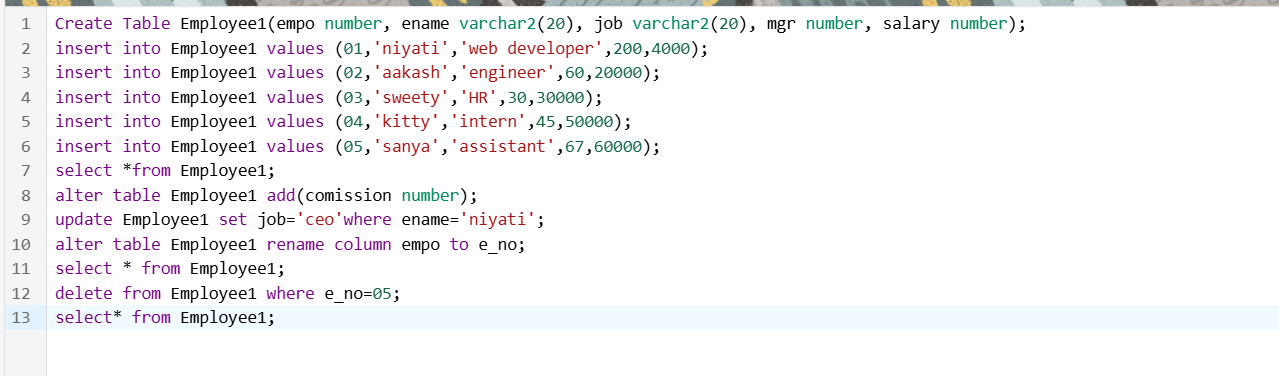 1 Create Table Employee1(empo number, ename varchar2(20), job varchar2(20), mgr number, salary number);
2 insert into Employee1 values (01,'niyati','web developer',200,4000);
3 insert into Employee1 values (02,'aakash','engineer',60,20000);
4 insert into Employee1 values (03,'sweety','HR',30,30000);
5 insert into Employee1 values (04,'kitty','intern',45,50000);
6 insert into Employee1 values (05,'sanya','assistant',67,60000);
7 select *from Employee1;
8 alter table Employee1 add(comission number);
9 update Employee1 set job='ceo'where ename='niyati';
10 alter table Employee1 rename column empo to e_no;
11 select * from Employee1;
12 delete from Employee1 where e_no=05;
13 select* from Employee1;